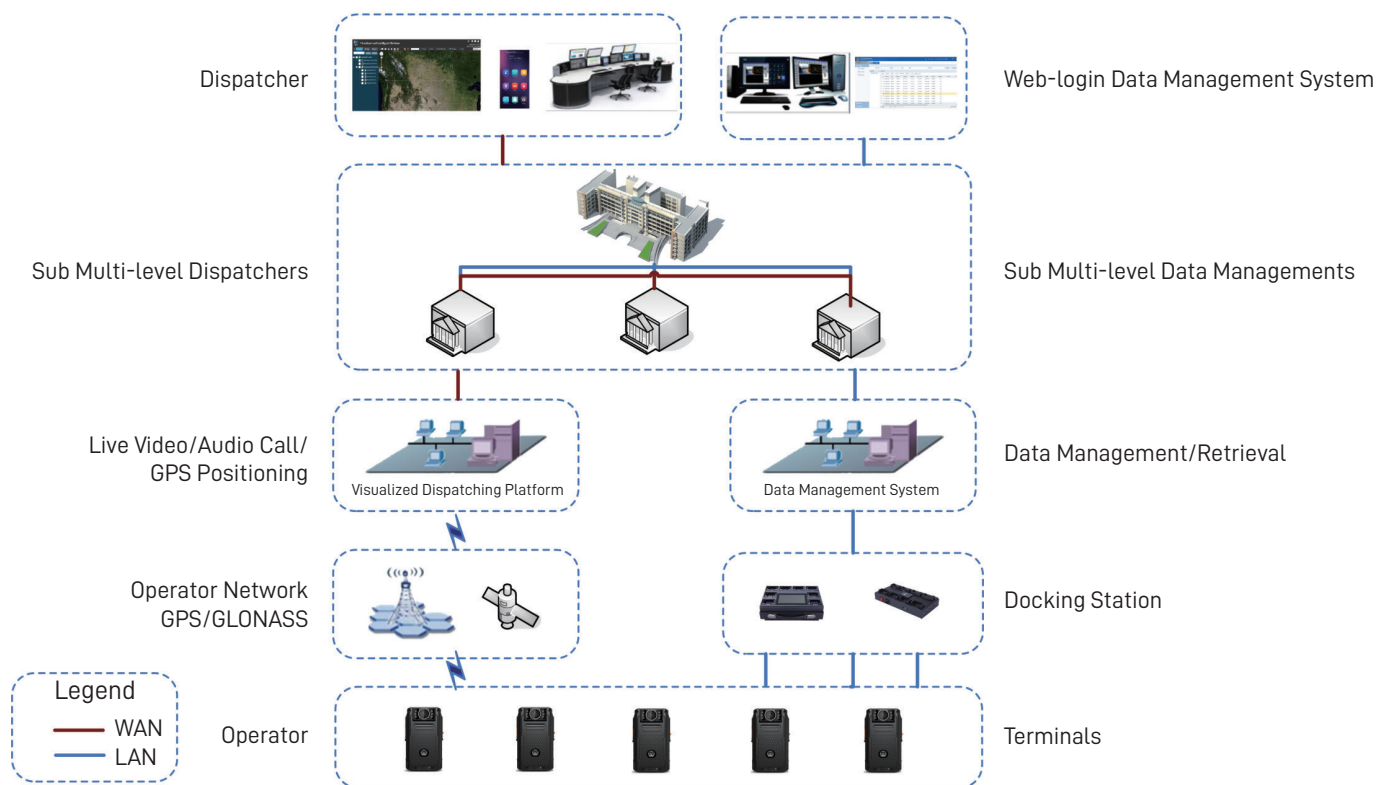 Dispatcher
Web-login Data Management System
Sub Multi-level Dispatchers
Sub Multi-level Data Managements
Live Video/Audio Call/
GPS Positioning
Visualized Dispatching Platform
Data Management System
Data Management/Retrieval
Operator Network
GPS/GLONASS
Docking Station
Legend
WAN
LAN
Operator
Terminals